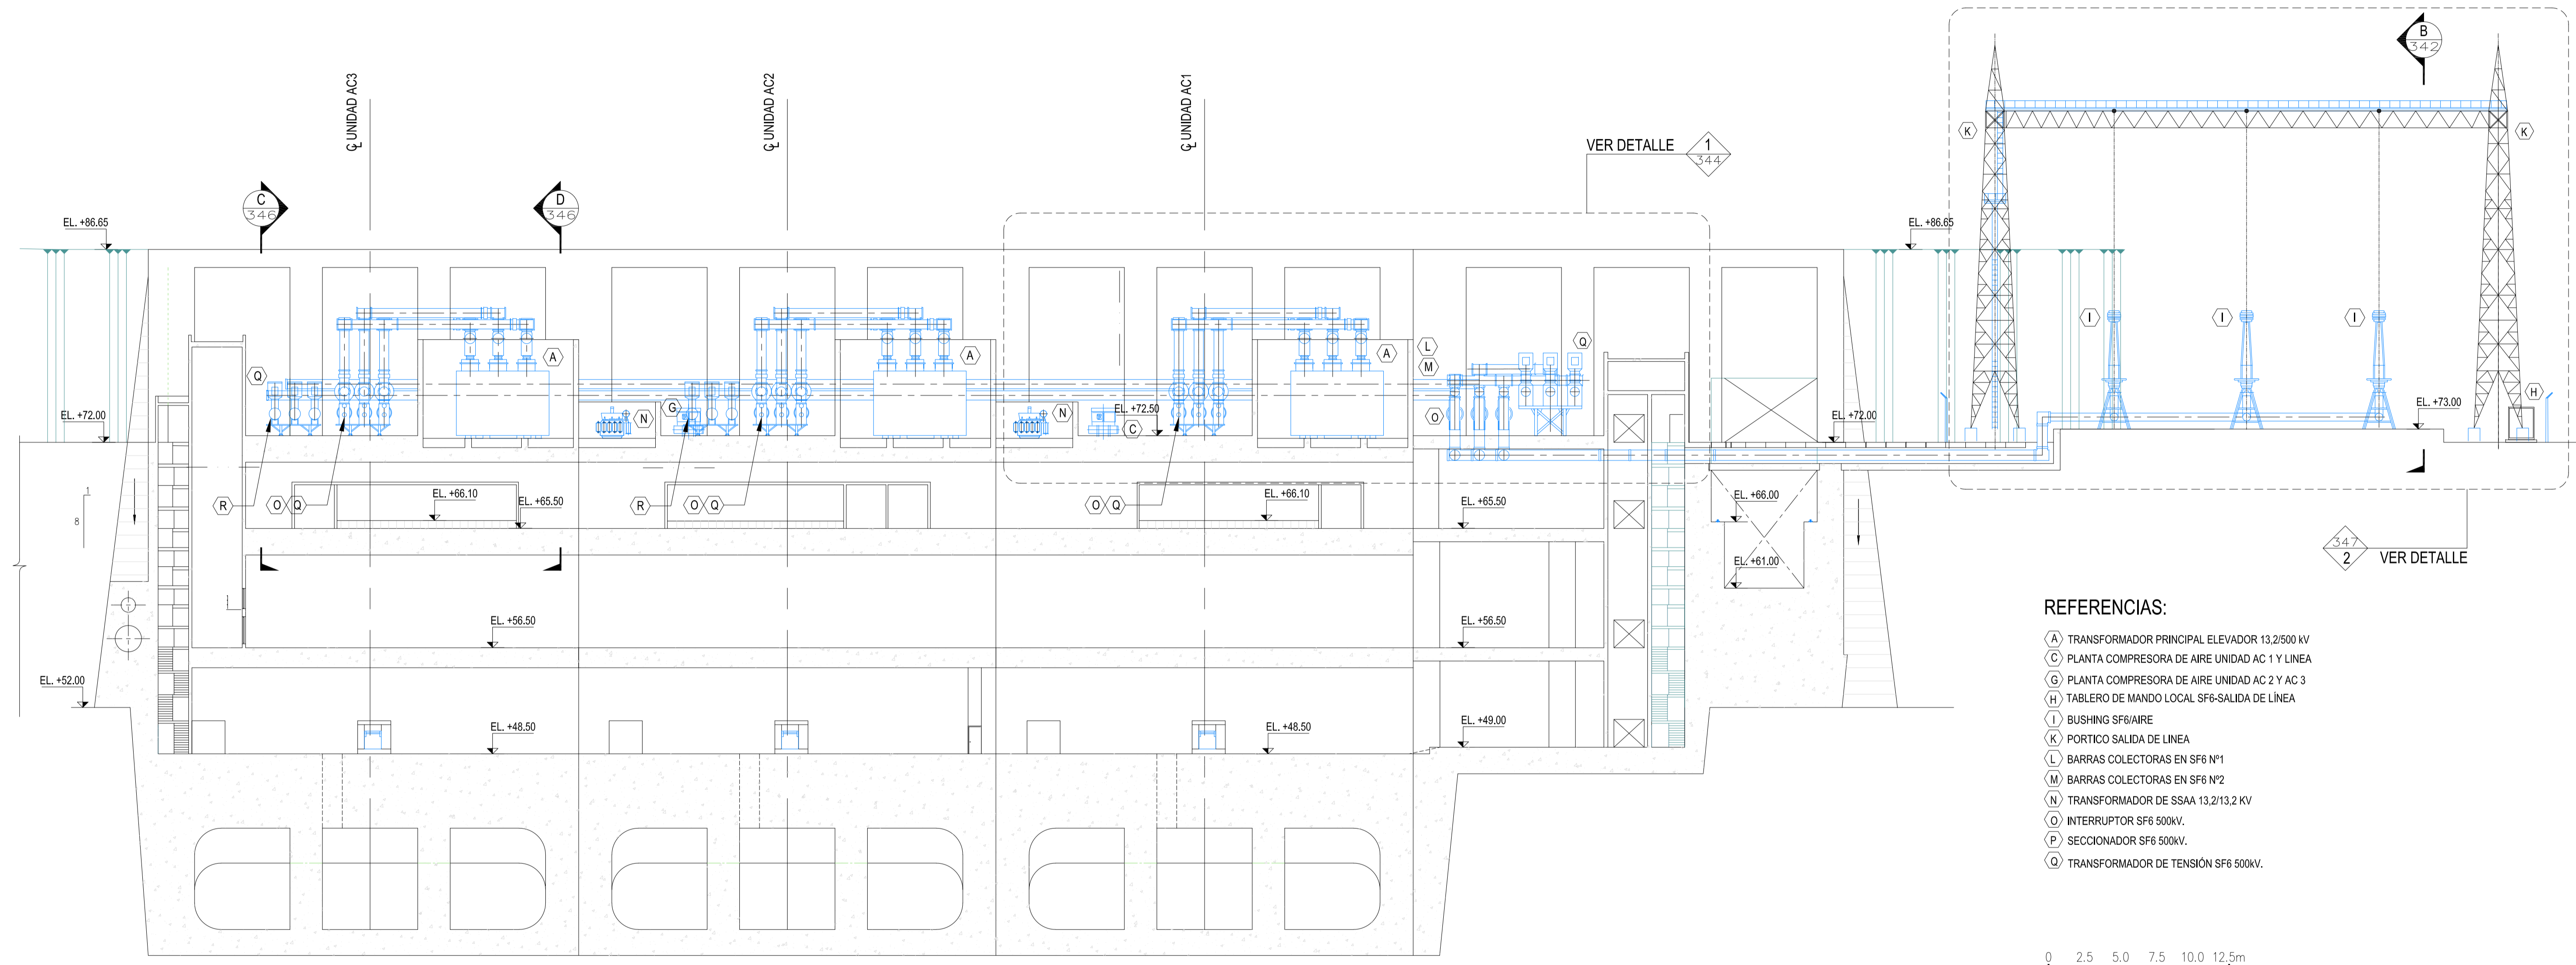 B
342
℄ UNIDAD AC3
℄ UNIDAD AC2
℄ UNIDAD AC1
K
K
VER DETALLE
1
344
C
346
D
346
EL. +86.65
EL. +86.65
I
I
I
A
A
A
L
Q
M
Q
H
G
N
N
EL. +72.00
EL. +72.50
C
O
EL. +72.00
EL. +73.00
R
O
Q
EL. +66,10
EL. +65.50
R
O
Q
O
Q
EL. +66,10
EL. +65.50
EL. +66.00
1
8
347
2
VER DETALLE
EL. +61.00
EL. +56.50
EL. +56.50
EL. +52.00
EL. +48.50
EL. +48.50
EL. +49.00
REFERENCIAS:
A TRANSFORMADOR PRINCIPAL ELEVADOR 13,2/500 kV
C PLANTA COMPRESORA DE AIRE UNIDAD AC 1 Y LINEA
G PLANTA COMPRESORA DE AIRE UNIDAD AC 2 Y AC 3
H TABLERO DE MANDO LOCAL SF6-SALIDA DE LÍNEA
I BUSHING SF6/AIRE
K PORTICO SALIDA DE LINEA
L BARRAS COLECTORAS EN SF6 Nº1
M BARRAS COLECTORAS EN SF6 Nº2
N TRANSFORMADOR DE SSAA 13,2/13,2 KV
O INTERRUPTOR SF6 500kV.
P SECCIONADOR SF6 500kV.
Q TRANSFORMADOR DE TENSIÓN SF6 500kV.
0 2.5 5.0 7.5 10.0 12.5m